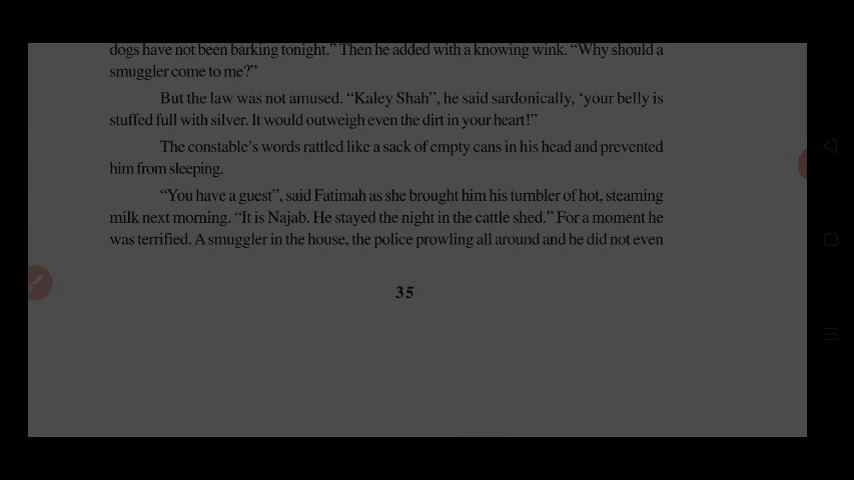 dogs have not been barking tonight.” Then he added with a knowing wink. “Why should a
smuggler come to me?”
But the law was not amused. “Kaley Shah”, he said sardonically, ‘your belly is
stuffed full with silver. It would outweigh even the dirt in your heart!”
The constable’s words rattled like a sack of empty cans in his head and prevented
him from sleeping.
“You have a guest”, said Fatimah as she brought him his tumbler of hot, steaming
milk next morning. “It is Najab. He stayed the night in the cattle shed.” For a moment he
was terrified. A smuggler in the house, the police prowling all around and he did not even
35